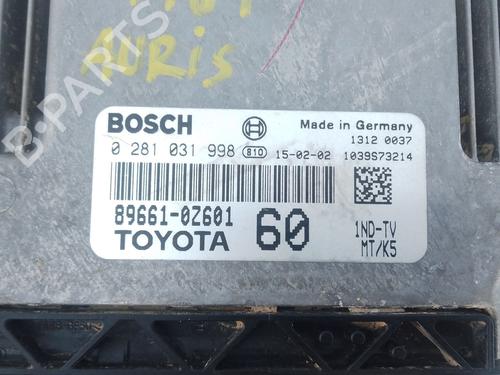 AURIS
BOSCH
Made in Germany
1312 0037
0 281 031 998 810 15-02-02 1039S73214
89661-0Z601
TOYOTA
60
1ND-TV
MT/K5
B-PARTS